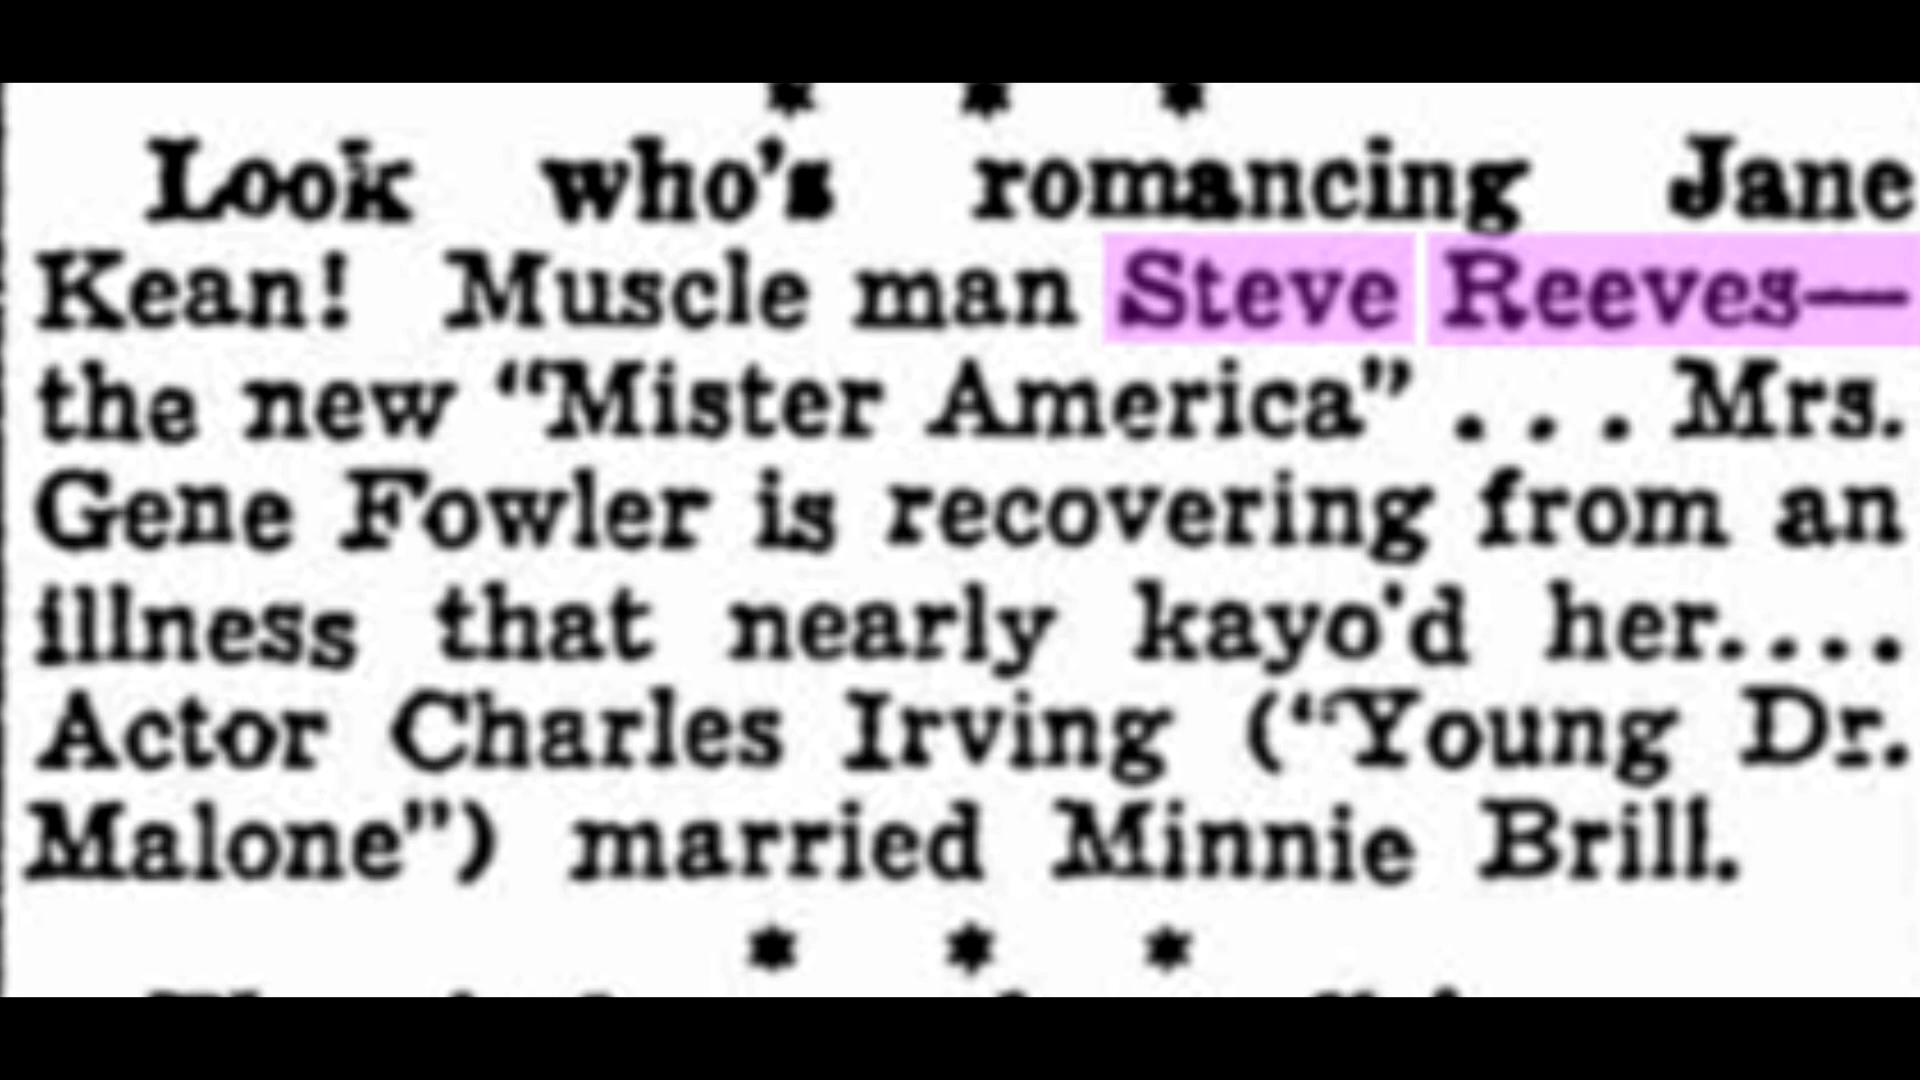 Look who's romancing Jane
Kean! Muscle man Steve Reeves—
the new “Mister America” . . . Mrs.
Gene Fowler is recovering from an
illness that nearly kayo'd her....
Actor Charles Irving (“Young Dr.
Malone”) married Minnie Brill.